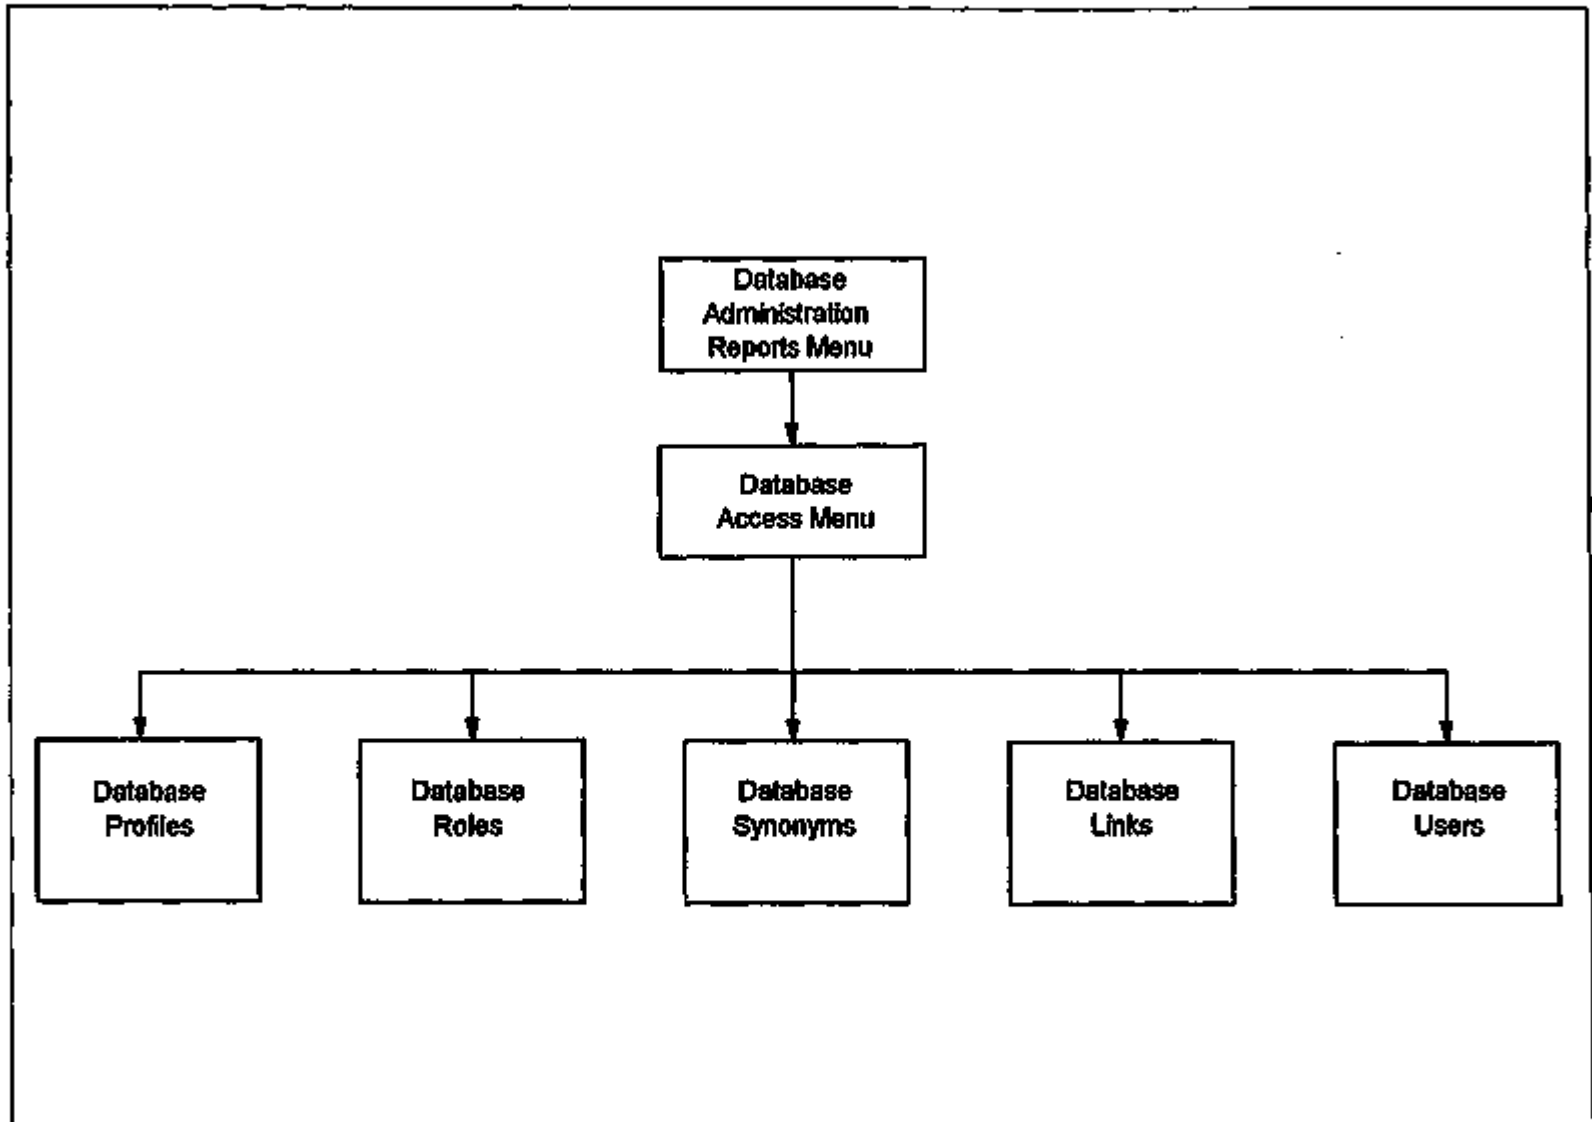 Database
Administration
Reports Menu
Database
Access Menu
Database
Profiles
Database
Roles
Database
Synonyms
Database
Links
Database
Users